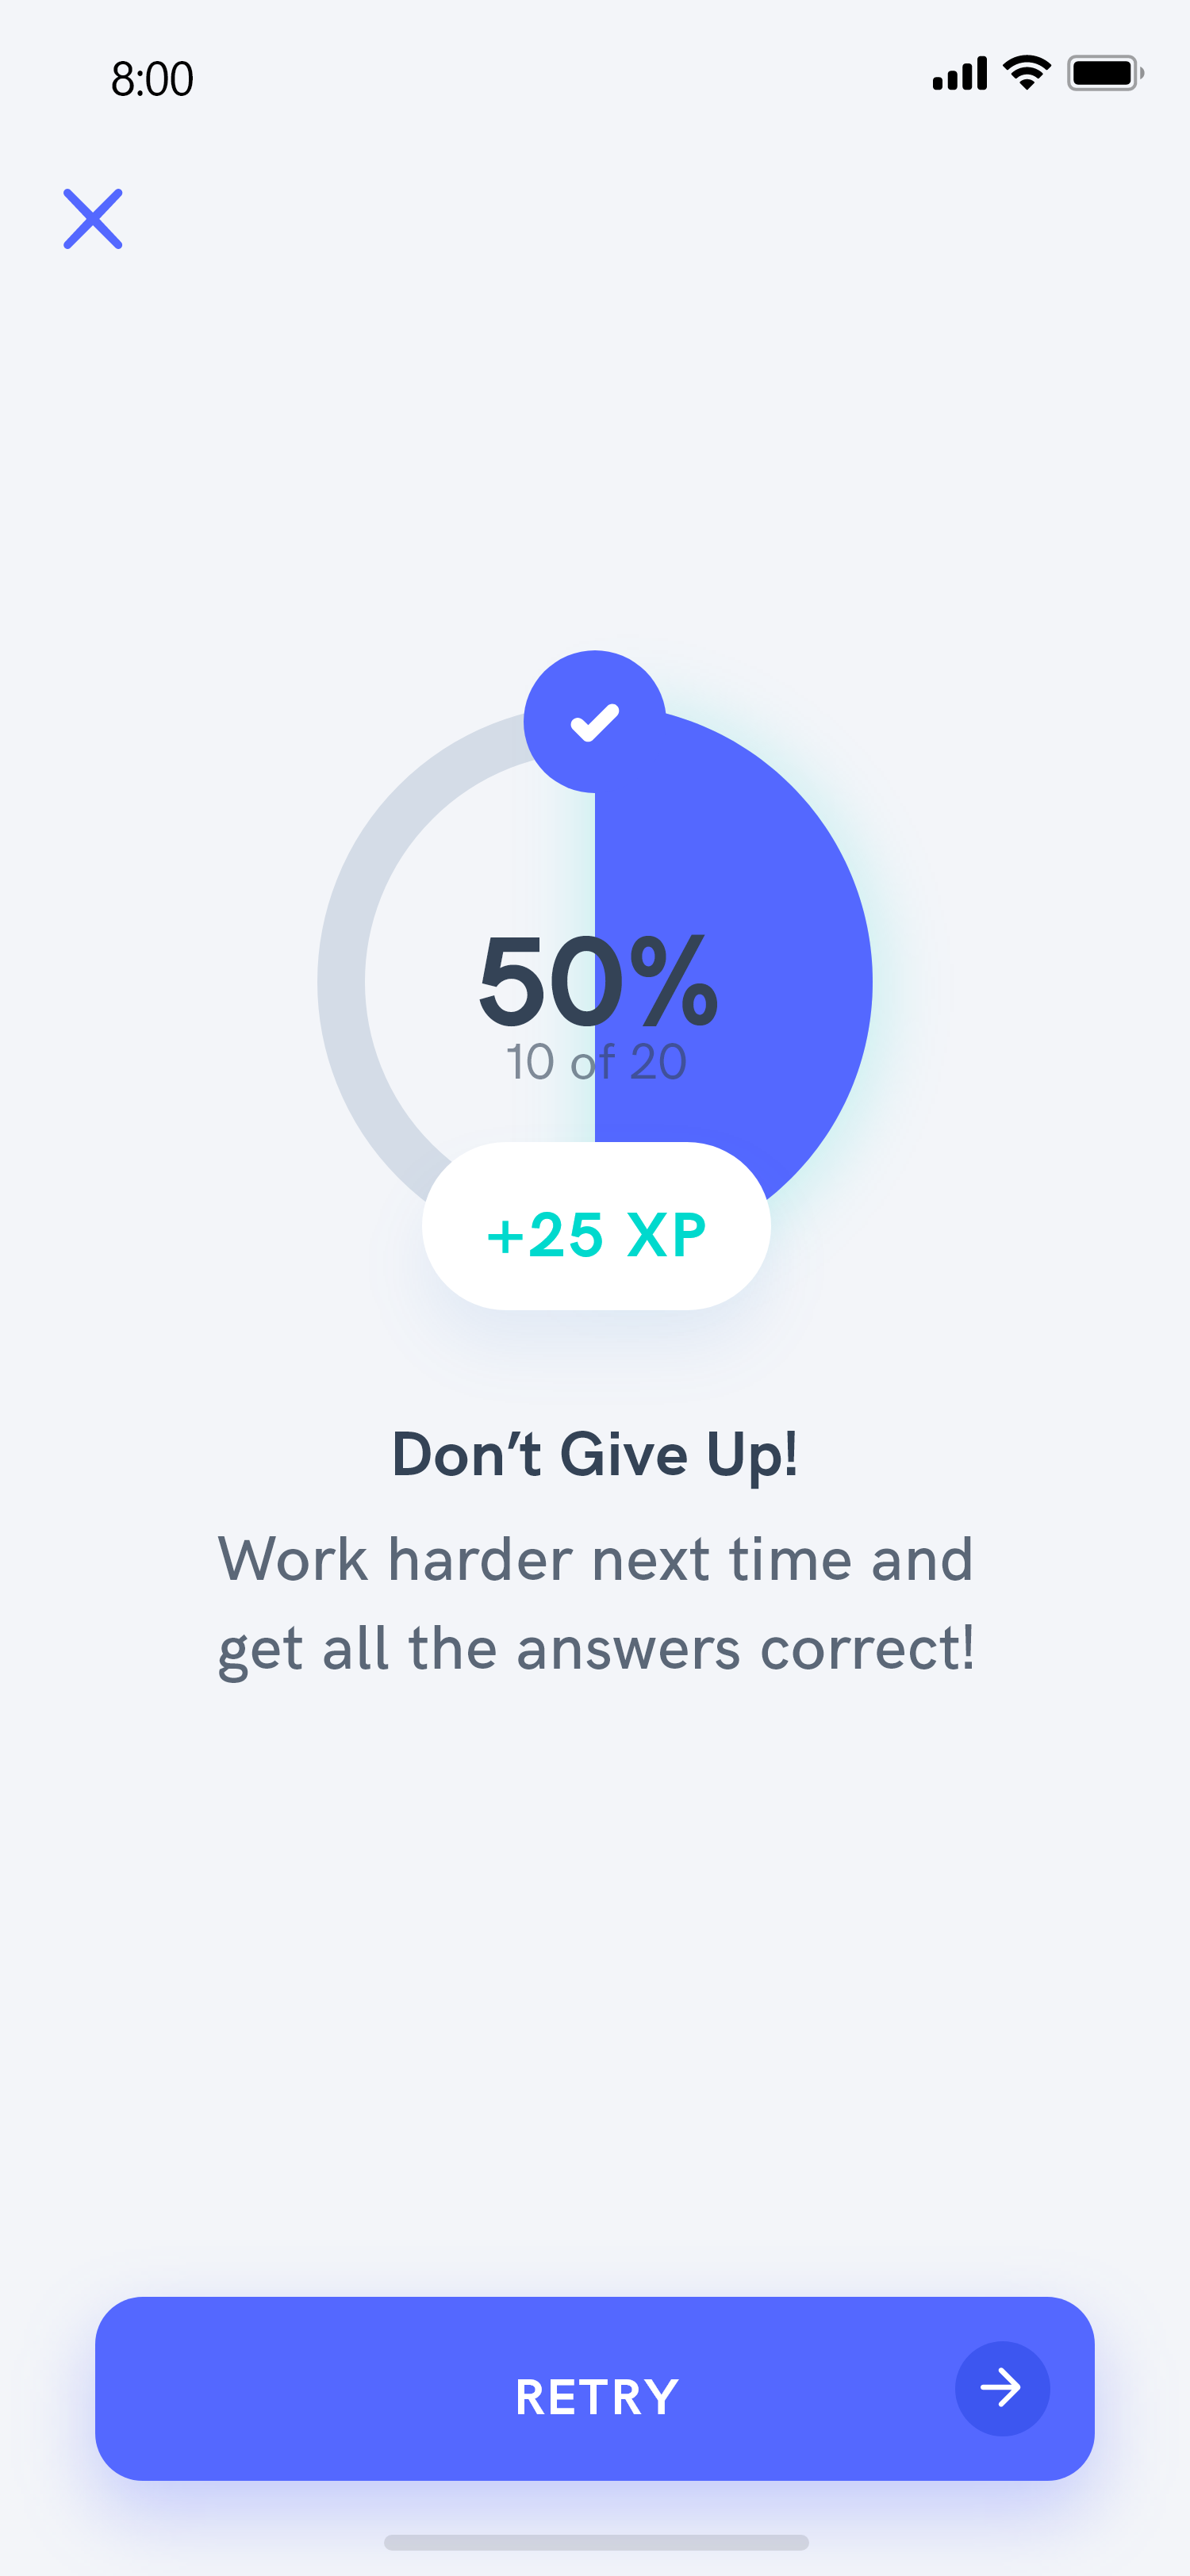 8:00
50%
10 of 20
+25 XP
Don’t Give Up!
Work harder next time and
get all the answers correct!
RETRY